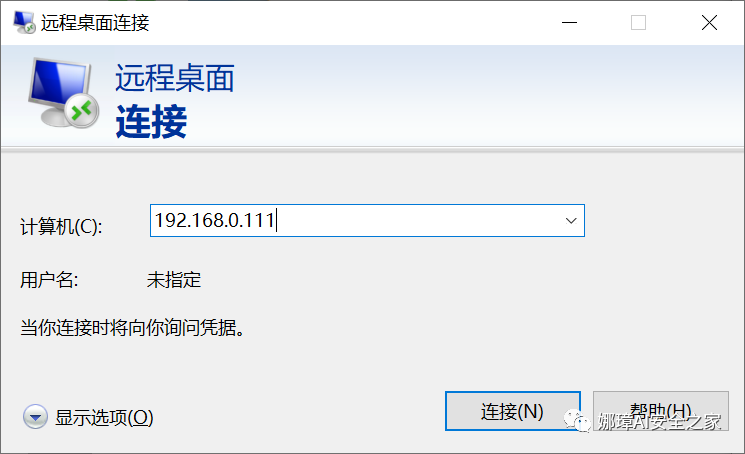 远程桌面连接
远程桌面
连接
计算机(C):
192.168.0.111
用户名:
未指定
当你连接时将向你询问凭据。
显示选项(O)
连接(N)
帮助(H)
娜璋AI安全之家